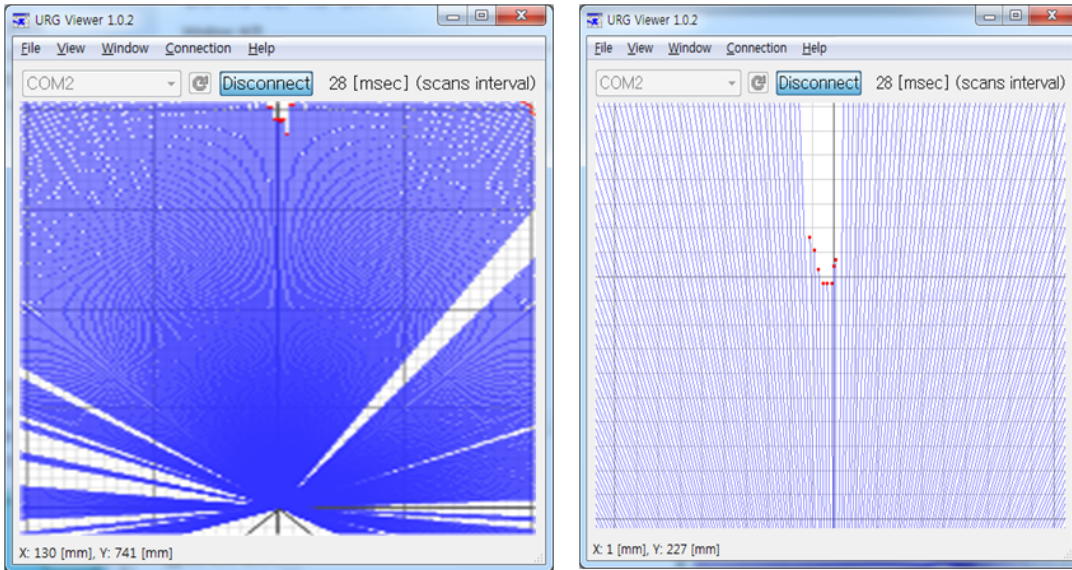 URG Viewer 1.0.2
File View Window Connection Help
COM2 Disconnect 28 [msec] (scans interval)
X: 130 [mm], Y: 741 [mm]
URG Viewer 1.0.2
File View Window Connection Help
COM2 Disconnect 28 [msec] (scans interval)
X: 1 [mm], Y: 227 [mm]